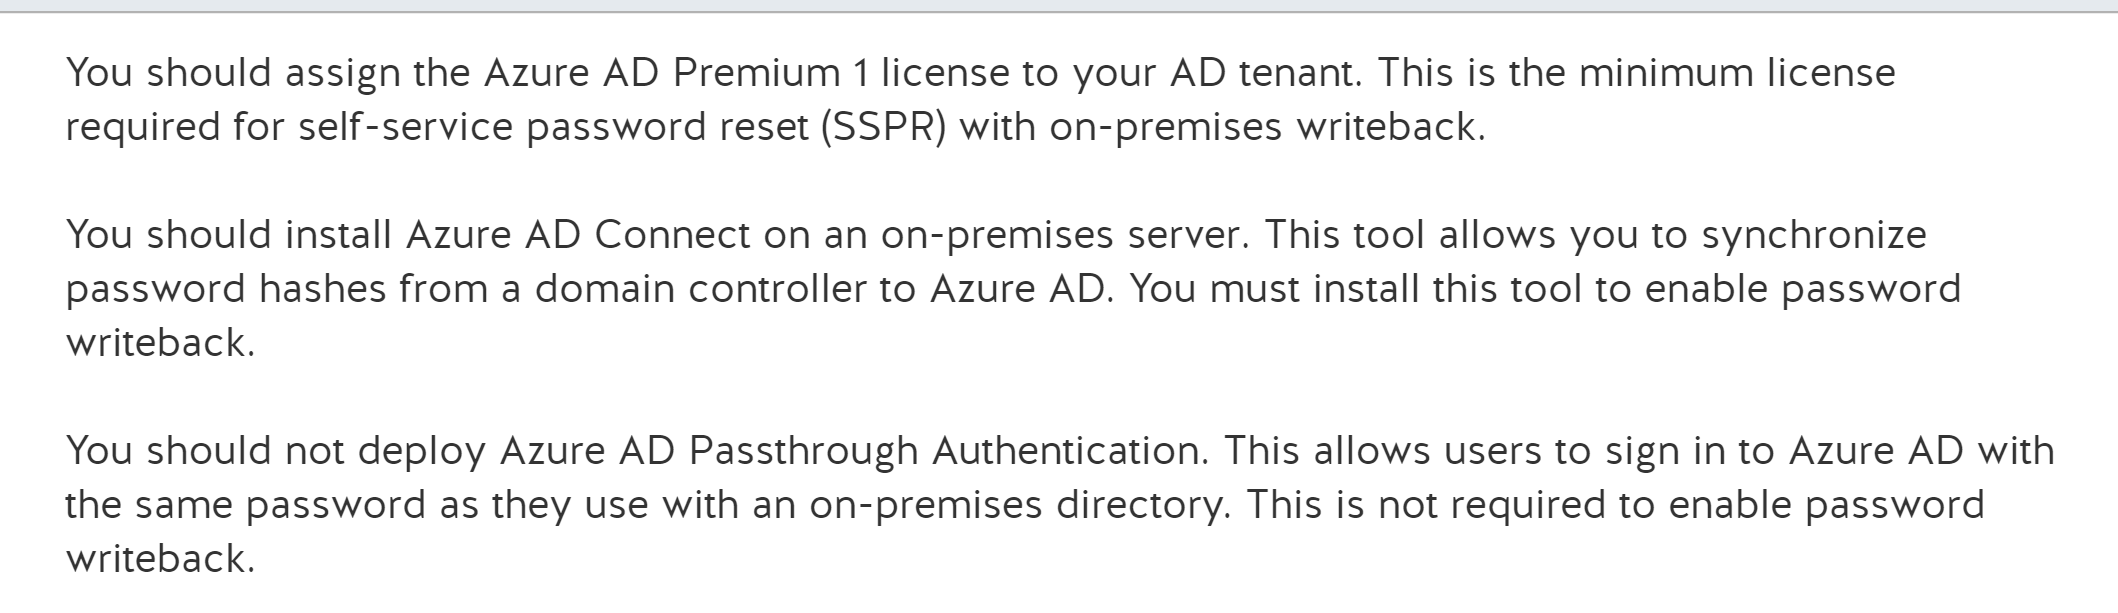 You should assign the Azure AD Premium 1 license to your AD tenant. This is the minimum license
required for self-service password reset (SSPR) with on-premises writeback.
You should install Azure AD Connect on an on-premises server. This tool allows you to synchronize
password hashes from a domain controller to Azure AD. You must install this tool to enable password
writeback.
You should not deploy Azure AD Passthrough Authentication. This allows users to sign in to Azure AD with
the same password as they use with an on-premises directory. This is not required to enable password
writeback.